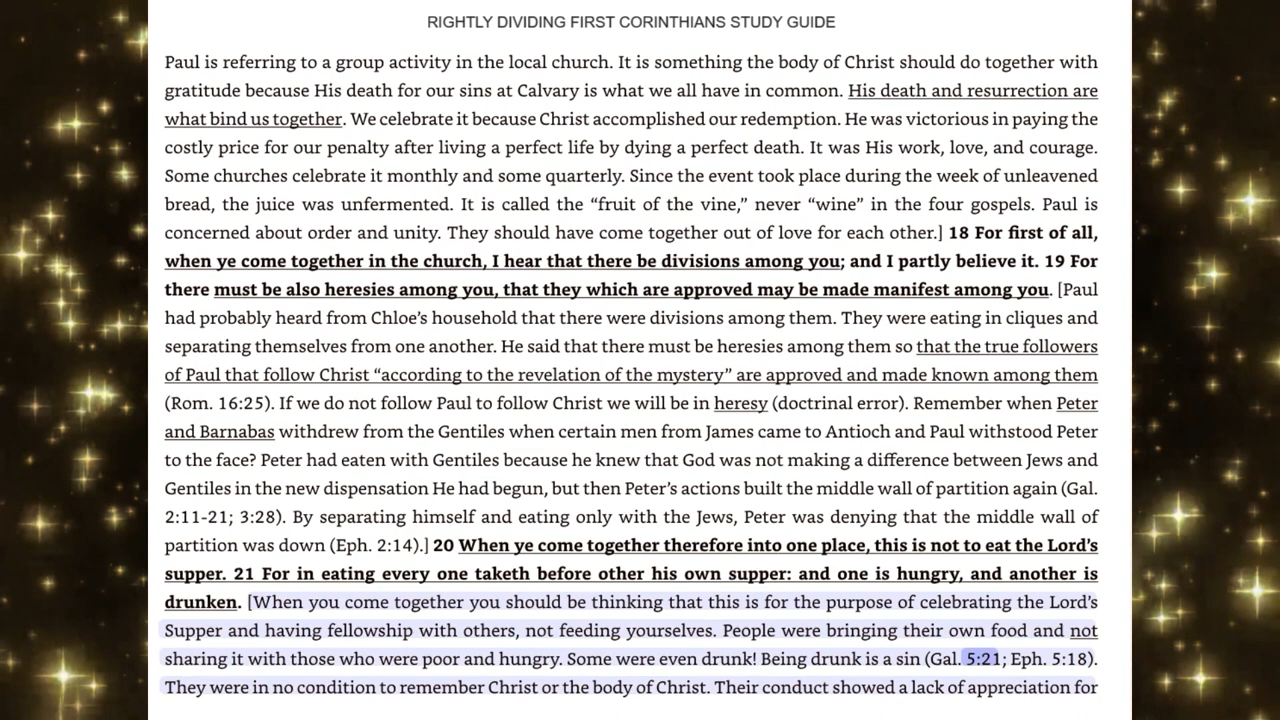 RIGHTLY DIVIDING FIRST CORINTHIANS STUDY GUIDE
Paul is referring to a group activity in the local church. It is something the body of Christ should do together with
gratitude because His death for our sins at Calvary is what we all have in common. His death and resurrection are
what bind us together. We celebrate it because Christ accomplished our redemption. He was victorious in paying the
costly price for our penalty after living a perfect life by dying a perfect death. It was His work, love, and courage.
Some churches celebrate it monthly and some quarterly. Since the event took place during the week of unleavened
bread, the juice was unfermented. It is called the “fruit of the vine,” never “wine” in the four gospels. Paul is
concerned about order and unity. They should have come together out of love for each other.] 18 For first of all,
when ye come together in the church, I hear that there be divisions among you; and I partly believe it. 19 For
there must be also heresies among you, that they which are approved may be made manifest among you. [Paul
had probably heard from Chloe’s household that there were divisions among them. They were eating in cliques and
separating themselves from one another. He said that there must be heresies among them so that the true followers
of Paul that follow Christ “according to the revelation of the mystery” are approved and made known among them
(Rom. 16:25). If we do not follow Paul to follow Christ we will be in heresy (doctrinal error). Remember when Peter
and Barnabas withdrew from the Gentiles when certain men from James came to Antioch and Paul withstood Peter
to the face? Peter had eaten with Gentiles because he knew that God was not making a difference between Jews and
Gentiles in the new dispensation He had begun, but then Peter’s actions built the middle wall of partition again (Gal.
2:11-21; 3:28). By separating himself and eating only with the Jews, Peter was denying that the middle wall of
partition was down (Eph. 2:14).] 20 When ye come together therefore into one place, this is not to eat the Lord’s
supper. 21 For in eating every one taketh before other his own supper: and one is hungry, and another is
drunken. [When you come together you should be thinking that this is for the purpose of celebrating the Lord’s
Supper and having fellowship with others, not feeding yourselves. People were bringing their own food and not
sharing it with those who were poor and hungry. Some were even drunk! Being drunk is a sin (Gal. 5:21; Eph. 5:18).
They were in no condition to remember Christ or the body of Christ. Their conduct showed a lack of appreciation for